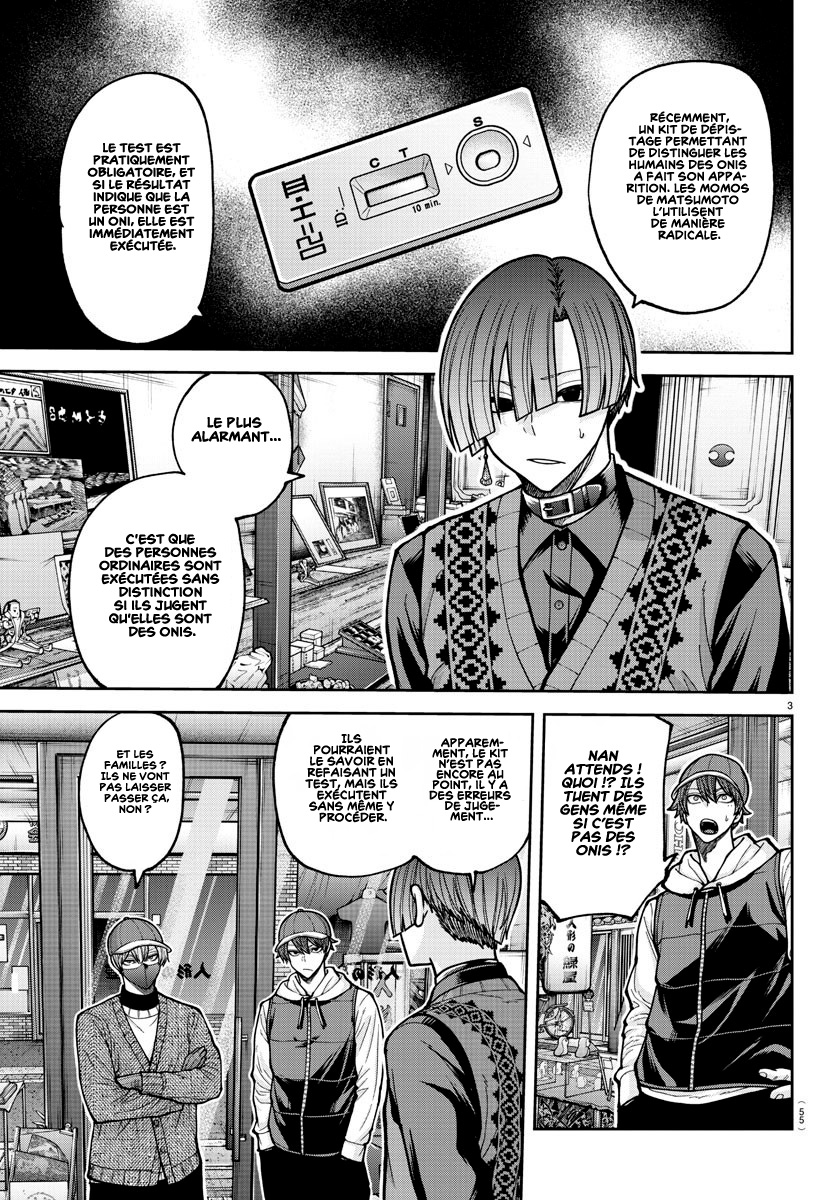 RÉCEMMENT,
UN KIT DE DÉPIS-
TAGE PERMETTANT
DE DISTINGUER LES
HUMAINS DES ONIS
A FAIT SON APPA-
RITION. LES MOMOS
DE MATSUMOTO
L'UTILISENT
DE MANIÈRE
RADICALE.
C T S
ID:
10 min.
LE TEST EST
PRATIQUEMENT
OBLIGATOIRE, ET
SI LE RÉSULTAT
INDIQUE QUE LA
PERSONNE EST
UN ONI, ELLE EST
IMMÉDIATEMENT
EXÉCUTÉE.
LE PLUS
ALARMANT...
C'EST QUE
DES PERSONNES
ORDINAIRES SONT
EXÉCUTÉES SANS
DISTINCTION
SI ILS JUGENT
QU'ELLES SONT
DES ONIS.
3
NAN
ATTENDS !
QUOI !? ILS
TUENT DES
GENS MÊME
SI C'EST
PAS DES
ONIS !?
APPAREM-
MENT, LE KIT
N'EST PAS
ENCORE AU
POINT, IL Y A
DES ERREURS
DE JUGE-
MENT...
ILS
POURRAIENT
LE SAVOIR EN
REFAISANT UN
TEST, MAIS ILS
EXÉCUTENT
SANS MÊME Y
PROCÉDER.
ET LES
FAMILLES ?
ILS NE VONT
PAS LAISSER
PASSER ÇA,
NON ?
(55)